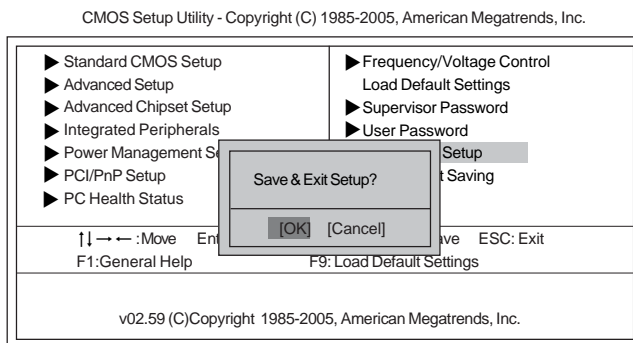 CMOS Setup Utility - Copyright (C) 1985-2005, American Megatrends, Inc.
Standard CMOS Setup
Advanced Setup
Advanced Chipset Setup
Integrated Peripherals
Power Management Se
PCI/PnP Setup
PC Health Status
Frequency/Voltage Control
Load Default Settings
Supervisor Password
User Password
Setup
t Saving
Save & Exit Setup?
[OK] [Cancel]
↑↓→←:Move Ent ve ESC: Exit
F1:General Help F9: Load Default Settings
v02.59 (C)Copyright 1985-2005, American Megatrends, Inc.